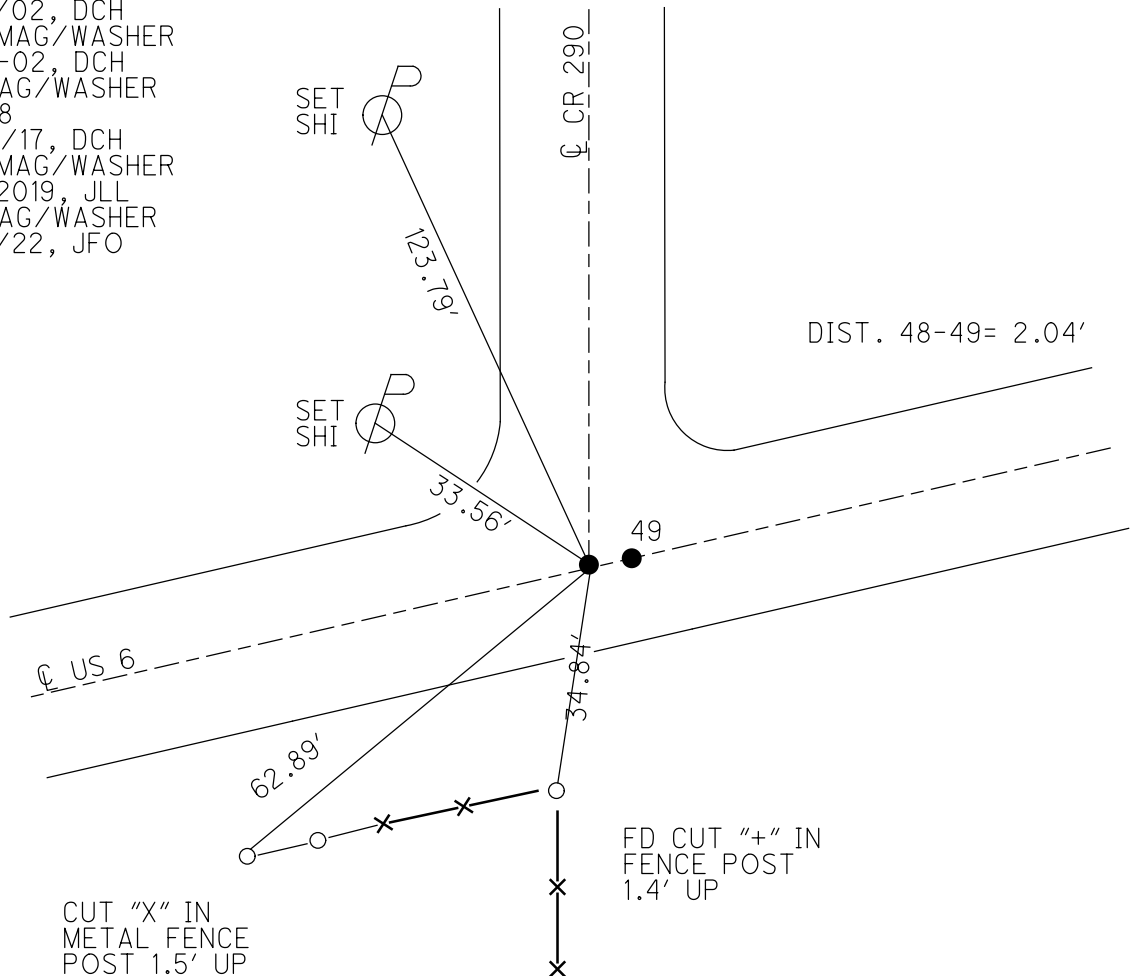 /02, DCH
MAG/WASHER
-02, DCH
AG/WASHER
8
/17, DCH
MAG/WASHER
2019, JLL
AG/WASHER
/22, JFO
SET
SHI
℄ CR 290
123.79'
DIST. 48-49= 2.04'
SET
SHI
33.56'
49
℄ US 6
34.84'
62.89'
FD CUT "+" IN
FENCE POST
1.4' UP
CUT "X" IN
METAL FENCE
POST 1.5' UP